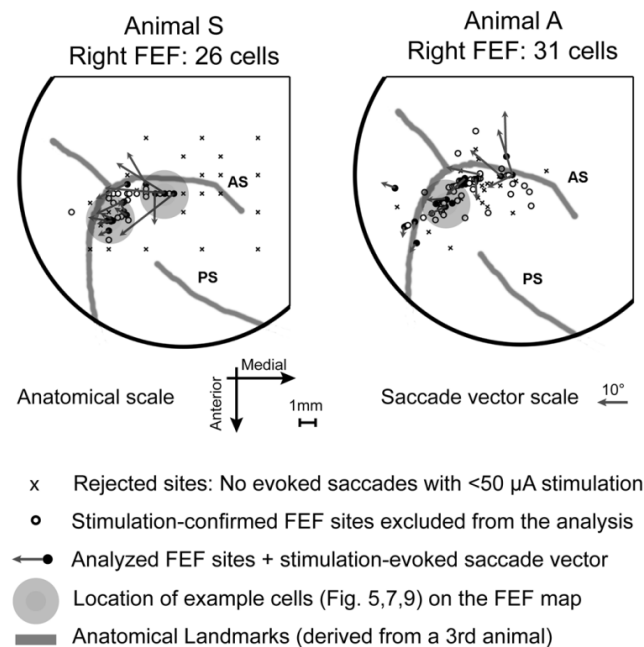 Animal S
Right FEF: 26 cells
Animal A
Right FEF: 31 cells
AS
PS
AS
PS
Anatomical scale
Medial
Anterior
1mm
Saccade vector scale
10°
x Rejected sites: No evoked saccades with <50 µA stimulation
Stimulation-confirmed FEF sites excluded from the analysis
Analyzed FEF sites + stimulation-evoked saccade vector
Location of example cells (Fig. 5,7,9) on the FEF map
Anatomical Landmarks (derived from a 3rd animal)